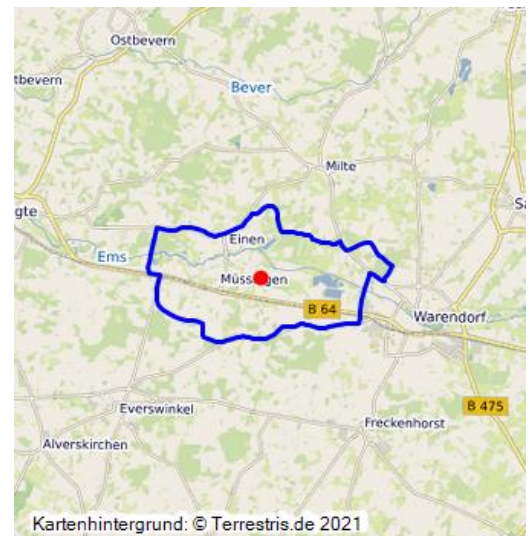 Ostbevern
tbevern
Bever
Milte
Sa
gte
Einen
Ems
Müssingen
B 64
Warendorf
B 475
Everswinkel
Freckenhorst
Alverskirchen
Kartenhintergrund: © Terrestris.de 2021